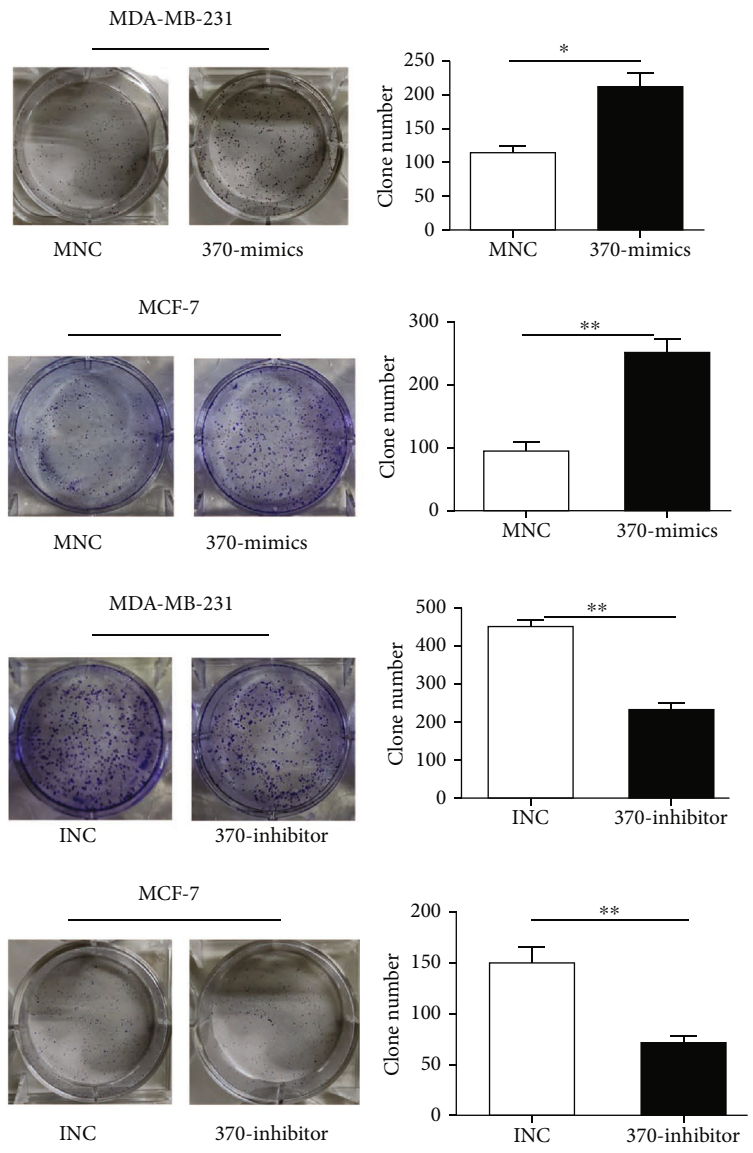 MDA-MB-231
MNC 370-mimics
250
200
150
100
50
0
Clone number
*
MNC 370-mimics
MCF-7
MNC 370-mimics
300
200
100
0
Clone number
**
MNC 370-mimics
MDA-MB-231
INC 370-inhibitor
500
400
300
200
100
0
Clone number
**
INC 370-inhibitor
MCF-7
INC 370-inhibitor
200
150
100
50
0
Clone number
**
INC 370-inhibitor